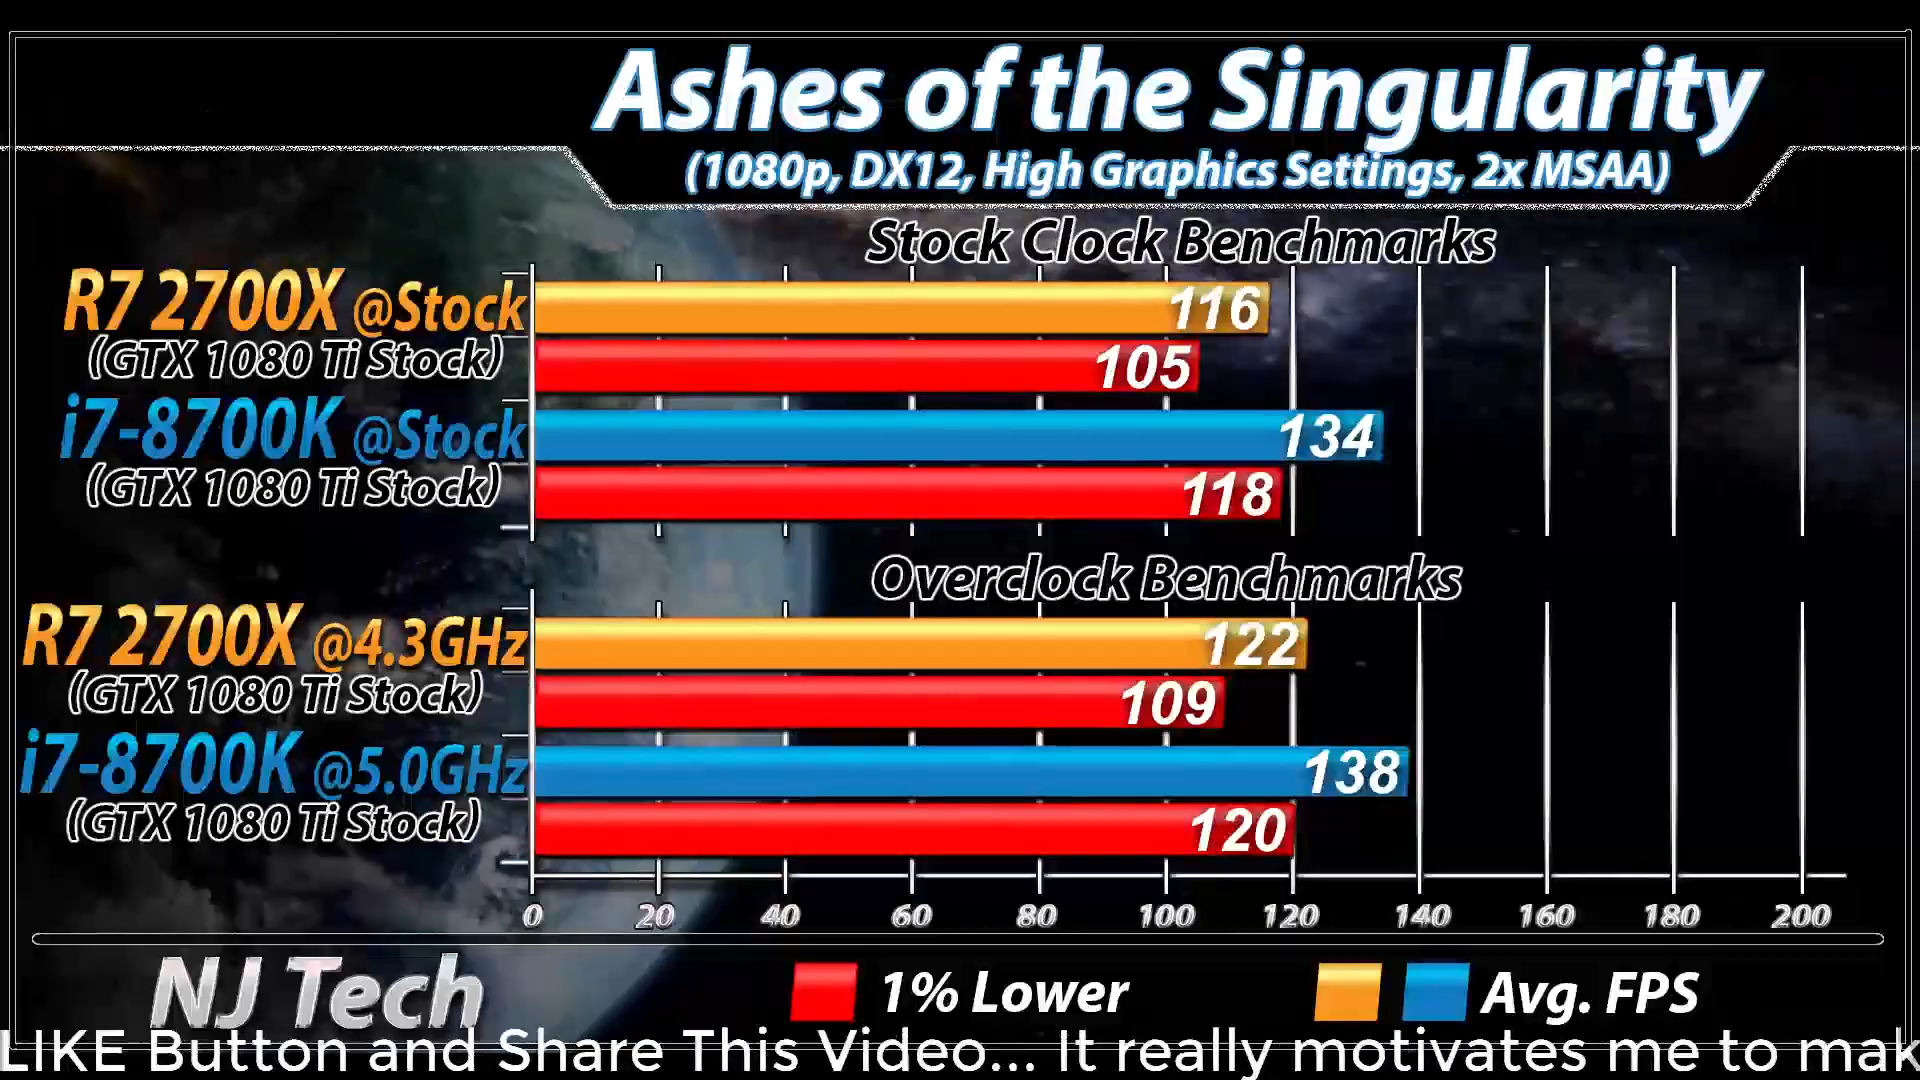 Ashes of the Singularity
(1080p, DX12, High Graphics Settings, 2x MSAA)
Stock Clock Benchmarks
R7 2700X @Stock
(GTX 1080 Ti Stock)
116
105
i7-8700K @Stock
(GTX 1080 Ti Stock)
134
118
Overclock Benchmarks
R7 2700X @4.3GHz
(GTX 1080 Ti Stock)
122
109
i7-8700K @5.0GHz
(GTX 1080 Ti Stock)
138
120
0 20 40 60 80 100 120 140 160 180 200
NJ Tech
1% Lower
Avg. FPS
LIKE Button and Share This Video... It really motivates me to mak